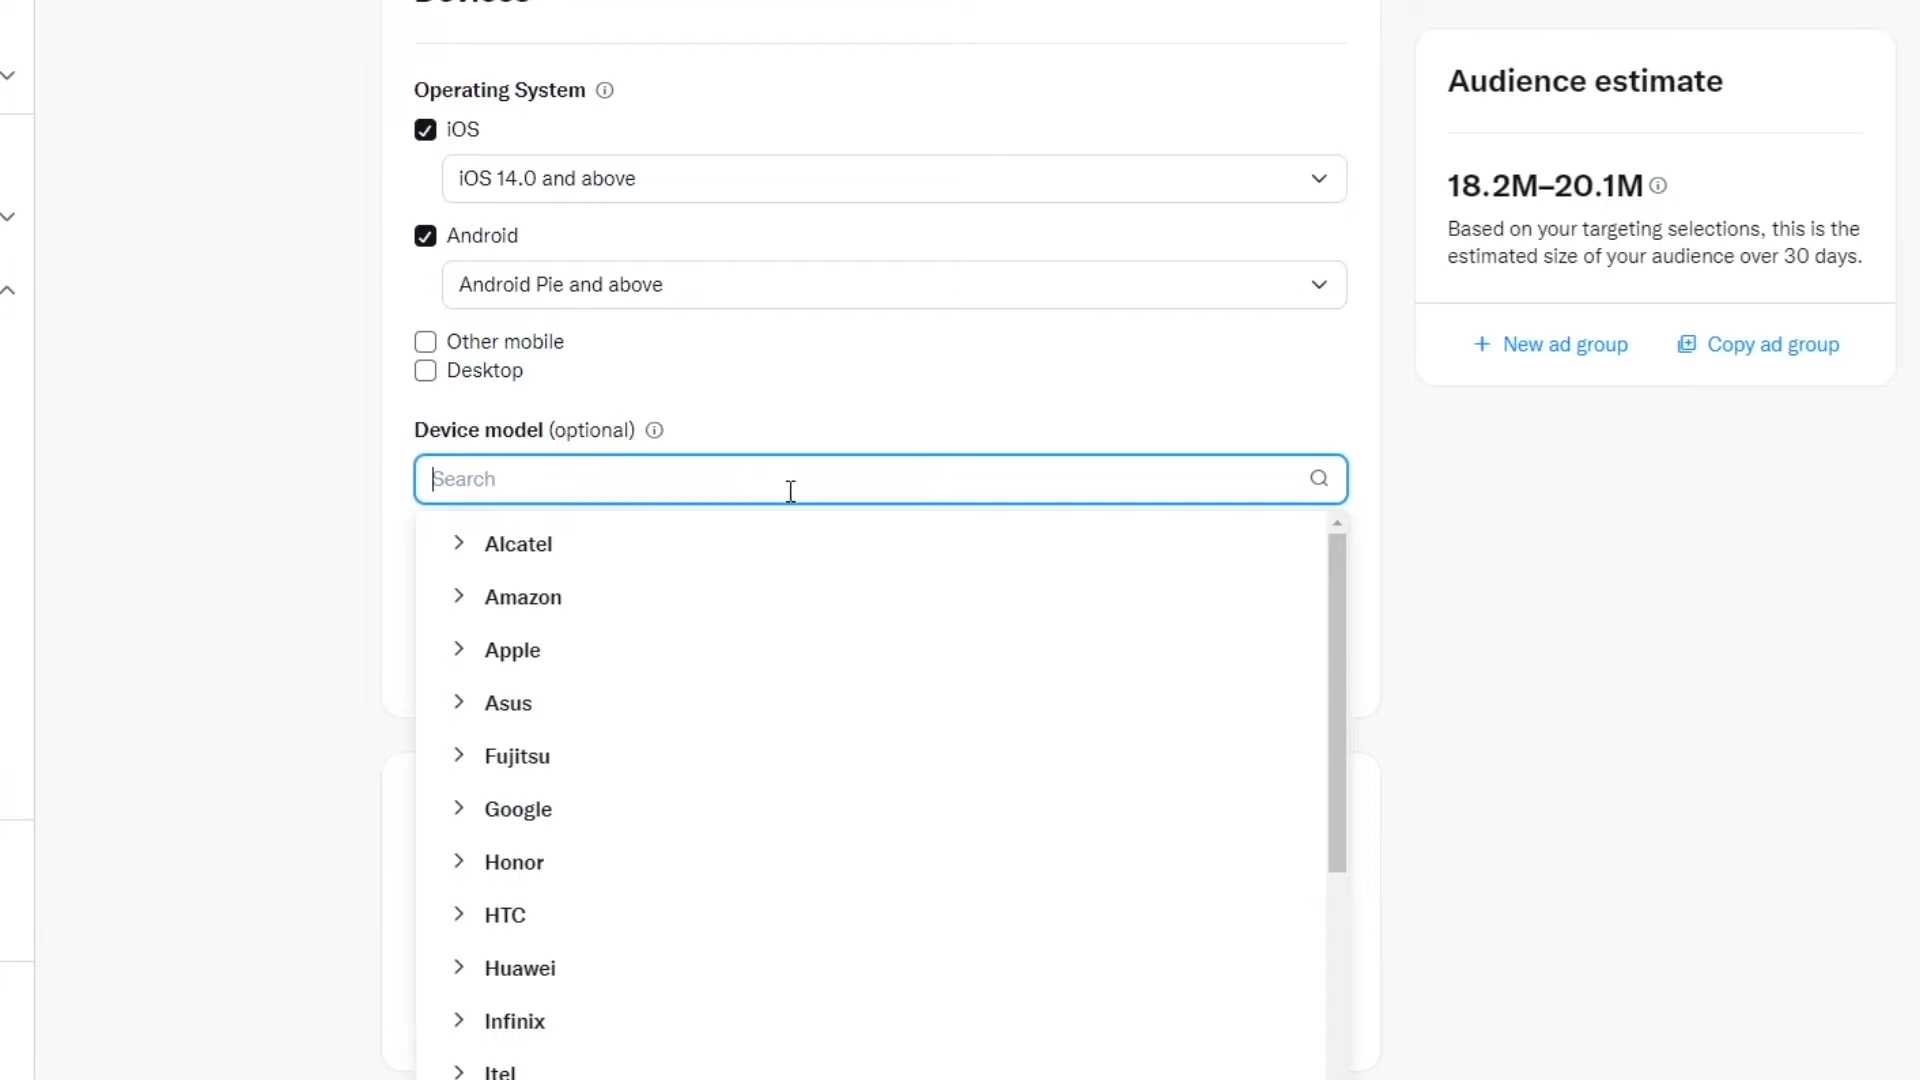 Devices
Operating System
iOS
iOS 14.0 and above
Android
Android Pie and above
Other mobile
Desktop
Device model (optional)
Search
Alcatel
Amazon
Apple
Asus
Fujitsu
Google
Honor
HTC
Huawei
Infinix
Itel
Audience estimate
18.2M–20.1M
Based on your targeting selections, this is the
estimated size of your audience over 30 days.
New ad group
Copy ad group